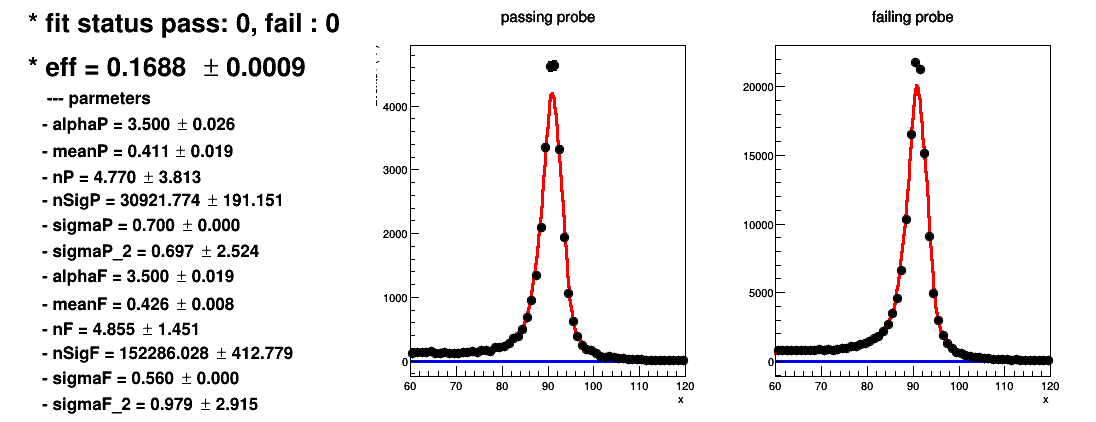 * fit status pass: 0, fail : 0
* eff = 0.1688 ± 0.0009
--- parmeters
- alphaP = 3.500 ± 0.026
- meanP = 0.411 ± 0.019
- nP = 4.770 ± 3.813
- nSigP = 30921.774 ± 191.151
- sigmaP = 0.700 ± 0.000
- sigmaP_2 = 0.697 ± 2.524
- alphaF = 3.500 ± 0.019
- meanF = 0.426 ± 0.008
- nF = 4.855 ± 1.451
- nSigF = 152286.028 ± 412.779
- sigmaF = 0.560 ± 0.000
- sigmaF_2 = 0.979 ± 2.915
passing probe
4000
3000
2000
1000
0
60 70 80 90 100 110 120
x
failing probe
20000
15000
10000
5000
0
60 70 80 90 100 110 120
x